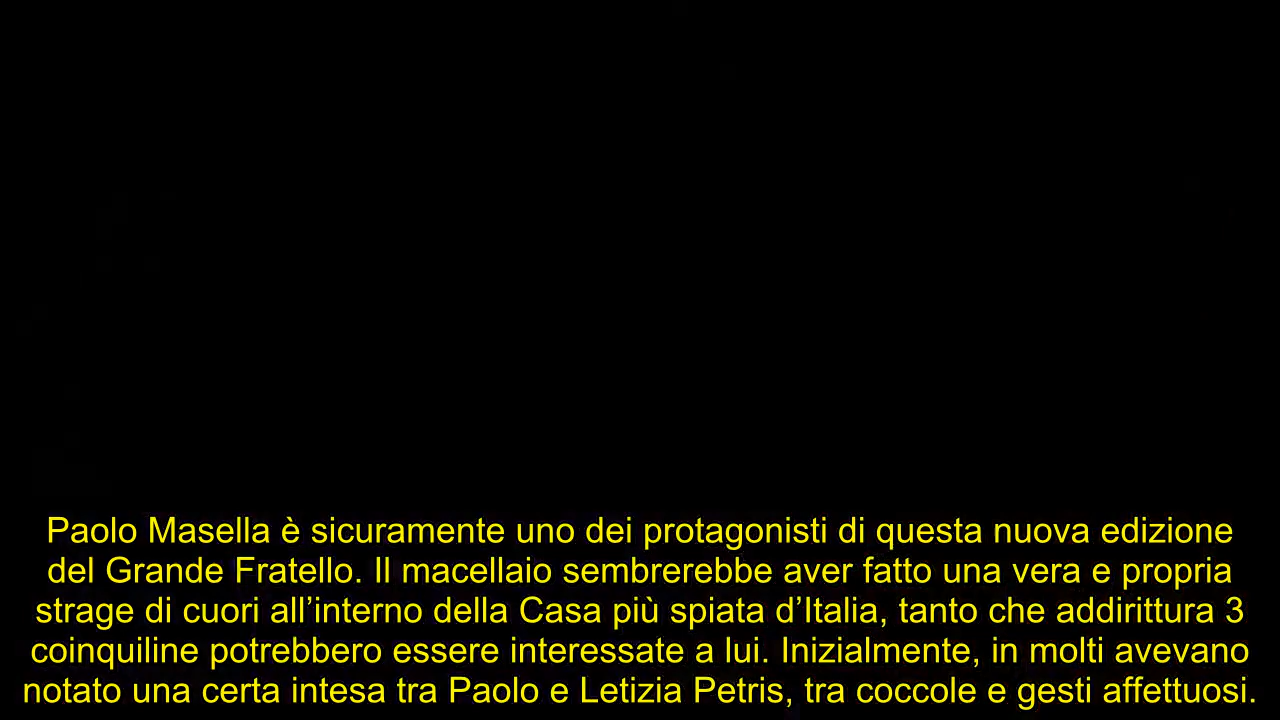 Paolo Masella è sicuramente uno dei protagonisti di questa nuova edizione
del Grande Fratello. Il macellaio sembrerebbe aver fatto una vera e propria
strage di cuori all’interno della Casa più spiata d’Italia, tanto che addirittura 3
coinquiline potrebbero essere interessate a lui. Inizialmente, in molti avevano
notato una certa intesa tra Paolo e Letizia Petris, tra coccole e gesti affettuosi.